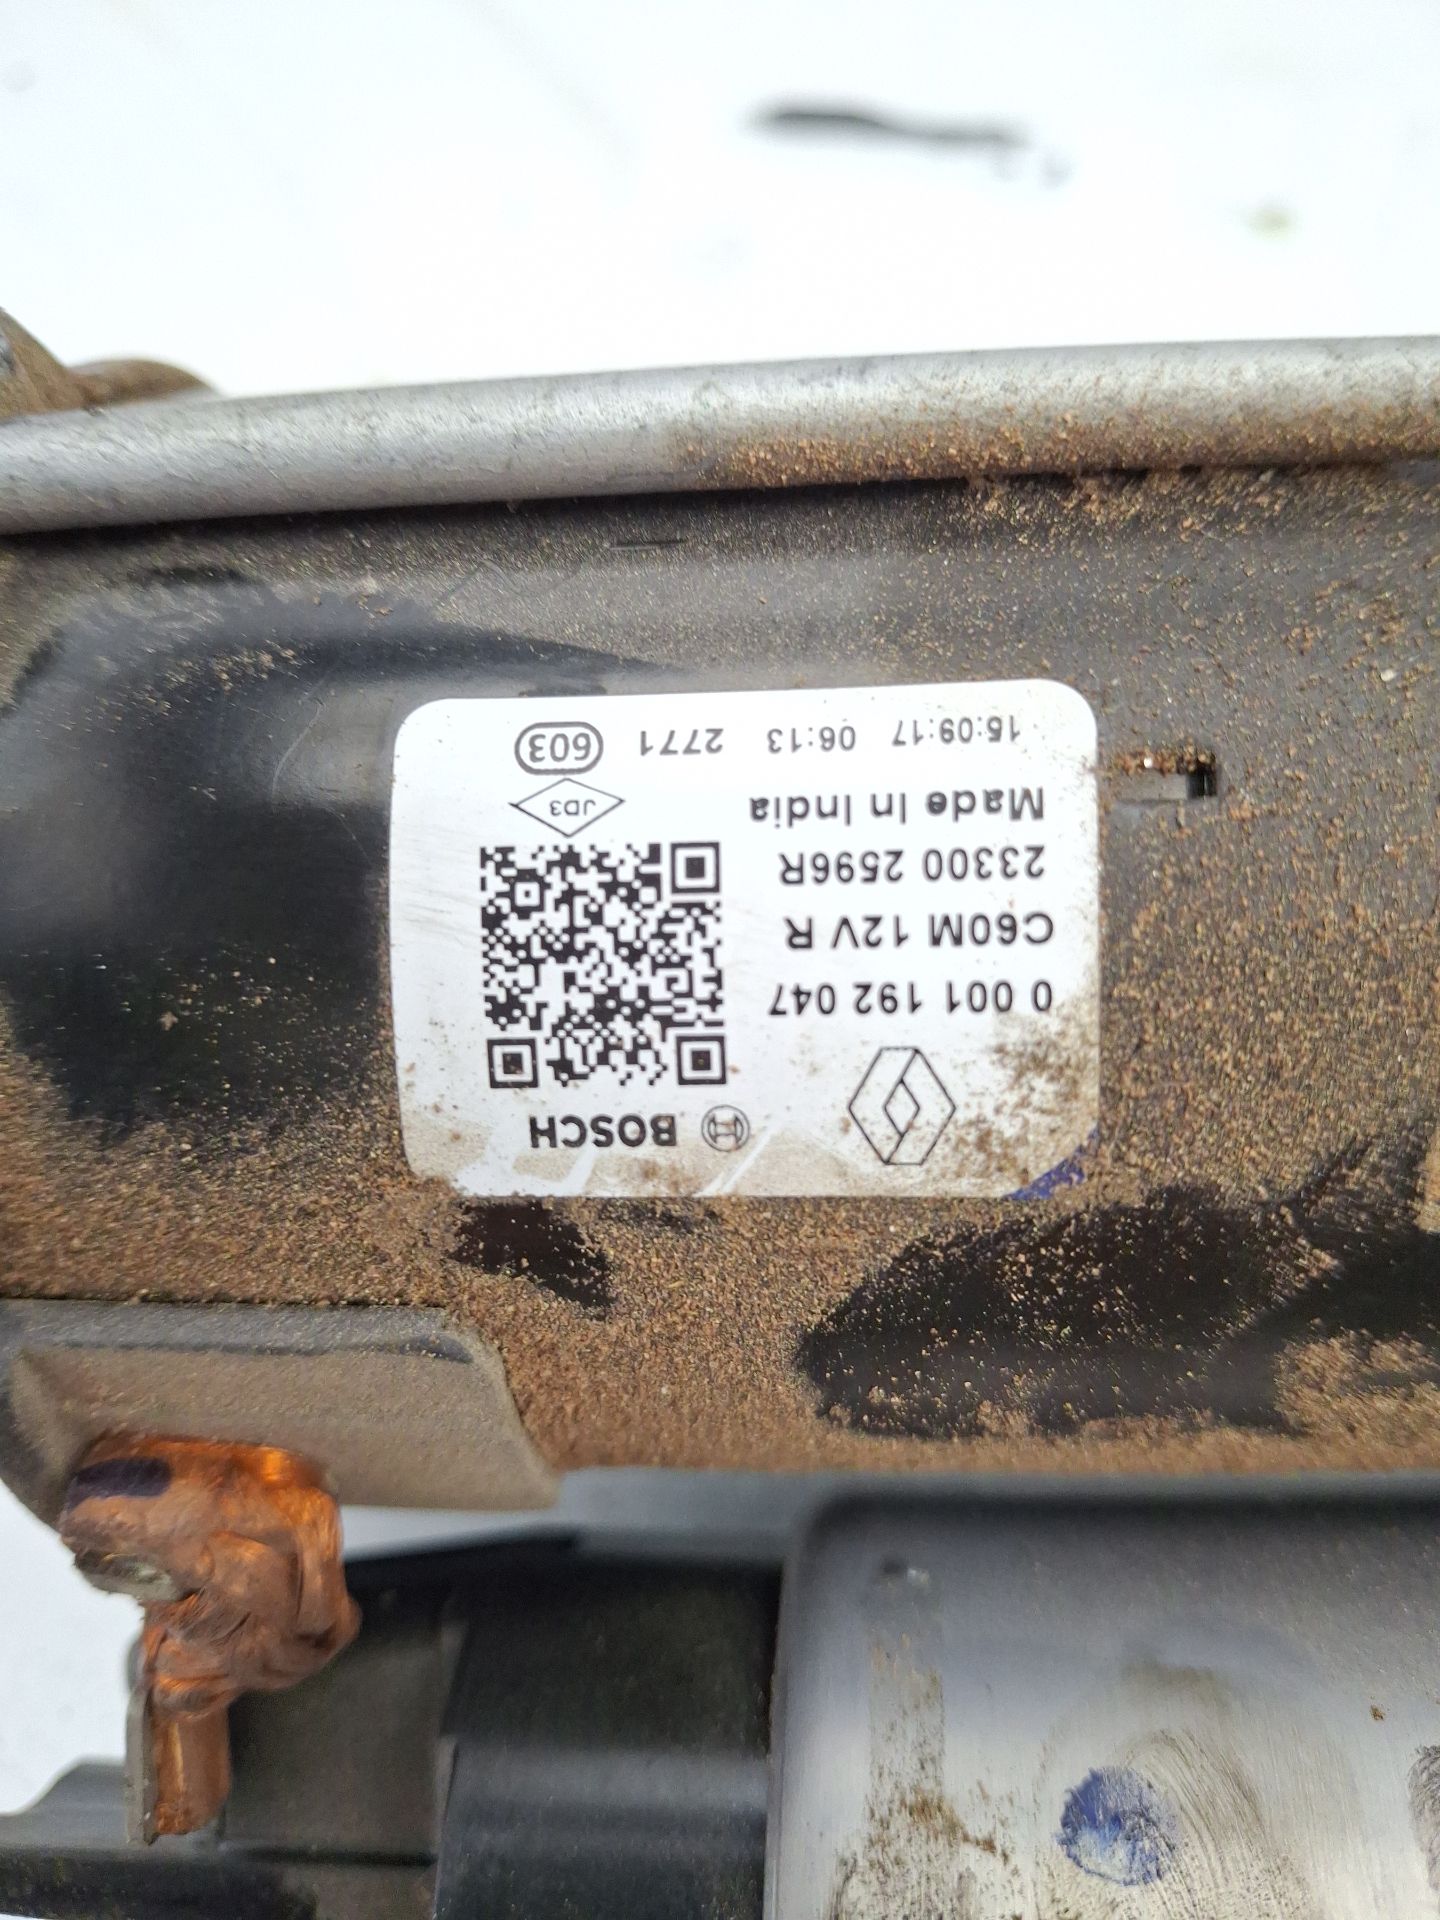 BOSCH
0 001 192 047
C60M 12V R
23300 2596R
Made In India
JD3
15:09:17 06:13 2771 603